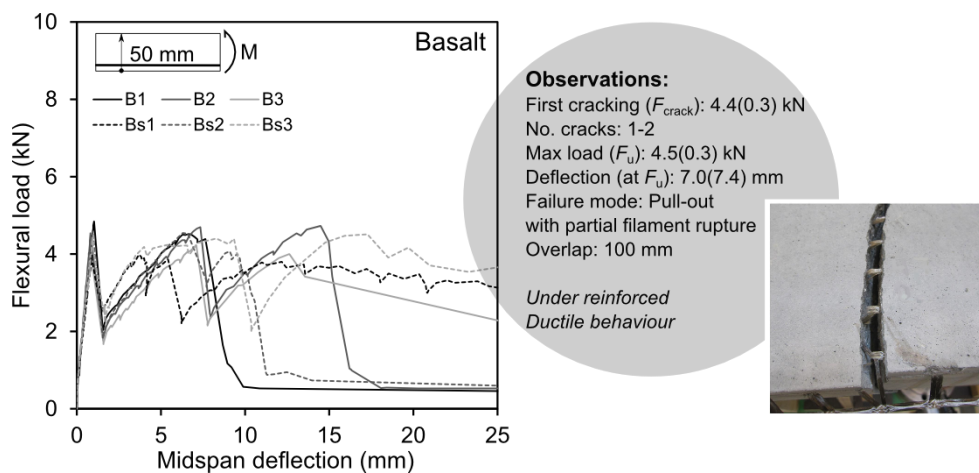 Basalt
50 mm
M
B1 B2 B3
Bs1 Bs2 Bs3
Flexural load (kN)
10
8
6
4
2
0
0 5 10 15 20 25
Midspan deflection (mm)
Observations:
First cracking (Fcrack): 4.4(0.3) kN
No. cracks: 1-2
Max load (Fu): 4.5(0.3) kN
Deflection (at Fu): 7.0(7.4) mm
Failure mode: Pull-out
with partial filament rupture
Overlap: 100 mm
Under reinforced
Ductile behaviour